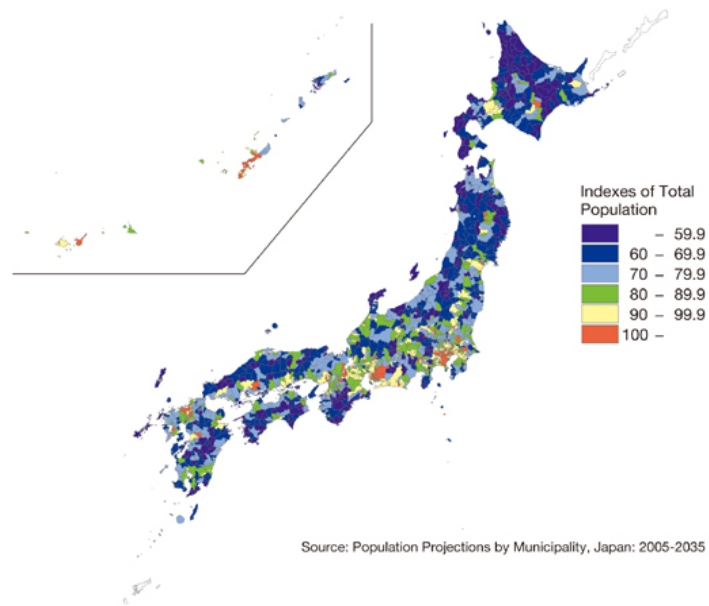 Indexes of Total
Population
– 59.9
60 – 69.9
70 – 79.9
80 – 89.9
90 – 99.9
100 –
Source: Population Projections by Municipality, Japan: 2005-2035